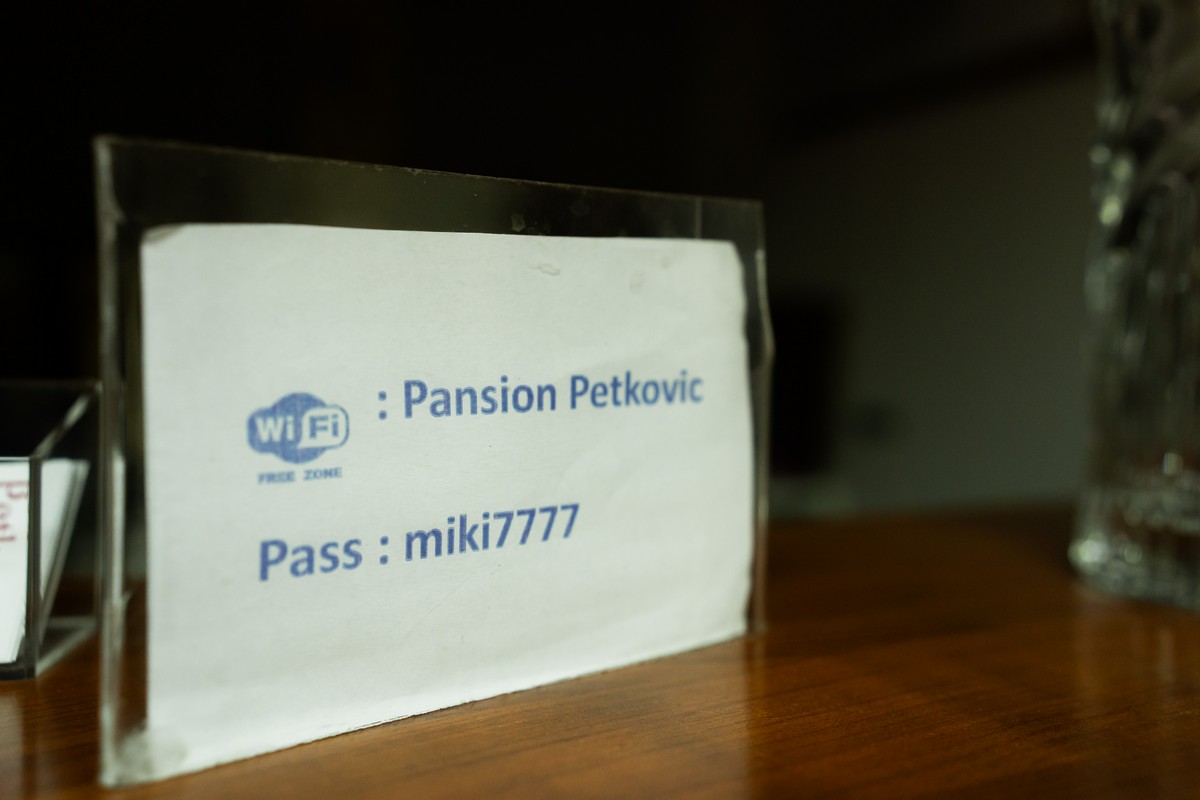 WiFi : Pansion Petkovic
FREE ZONE
Pass : miki7777